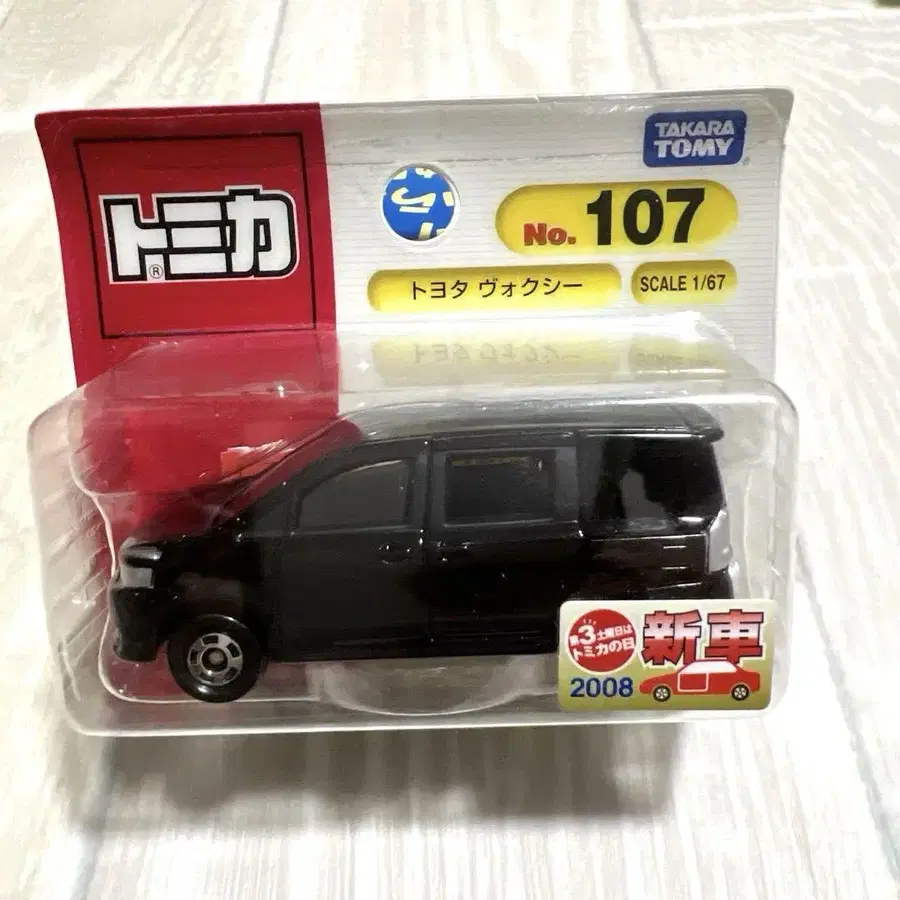 TAKARA
TOMY
トミカ
®
No. 107
トヨタ ヴォクシー
SCALE 1/67
第3土曜日は
トミカの日
新車
2008